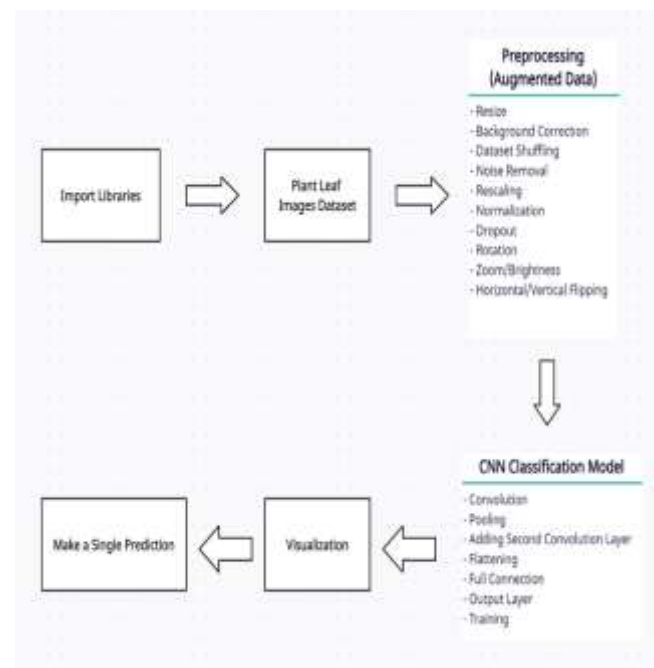 Import Libraries
Plant Leaf
Images Dataset
Preprocessing
(Augmented Data)
- Resize
- Background Correction
- Dataset Shuffling
- Noise Removal
- Rescaling
- Normalization
- Dropout
- Rotation
- Zoom/Brightness
- Horizontal/Vertical Flipping
CNN Classification Model
- Convolution
- Pooling
- Adding Second Convolution Layer
- Flattening
- Full Connection
- Output Layer
- Training
Visualization
Make a Single Prediction